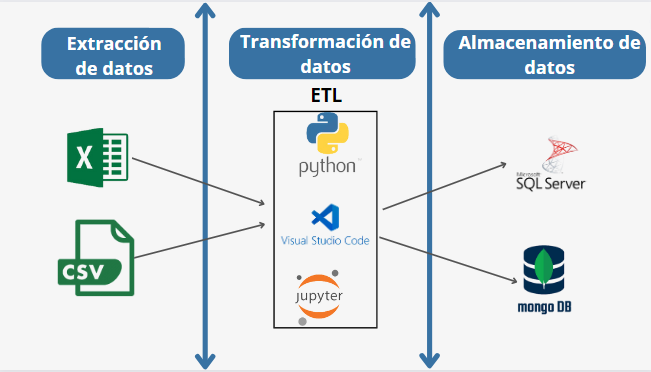 Extracción
de datos
Transformación de
datos
Almacenamiento de
datos
ETL
X
python
CSV
Visual Studio Code
jupyter
Microsoft
SQL Server
mongo DB